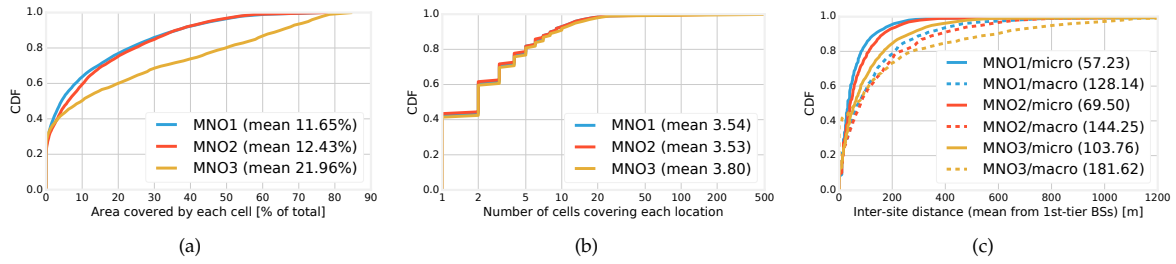 1.0
0.8
0.6
0.4
0.2
0.0
CDF
MNO1 (mean 11.65%)
MNO2 (mean 12.43%)
MNO3 (mean 21.96%)
0 10 20 30 40 50 60 70 80 90
Area covered by each cell [% of total]
(a)
1.0
0.8
0.6
0.4
0.2
0.0
CDF
MNO1 (mean 3.54)
MNO2 (mean 3.53)
MNO3 (mean 3.80)
1 2 5 10 20 50 100 200 500
Number of cells covering each location
(b)
1.0
0.8
0.6
0.4
0.2
0.0
CDF
MNO1/micro (57.23)
MNO1/macro (128.14)
MNO2/micro (69.50)
MNO2/macro (144.25)
MNO3/micro (103.76)
MNO3/macro (181.62)
0 200 400 600 800 1000 1200
Inter-site distance (mean from 1st-tier BSs) [m]
(c)